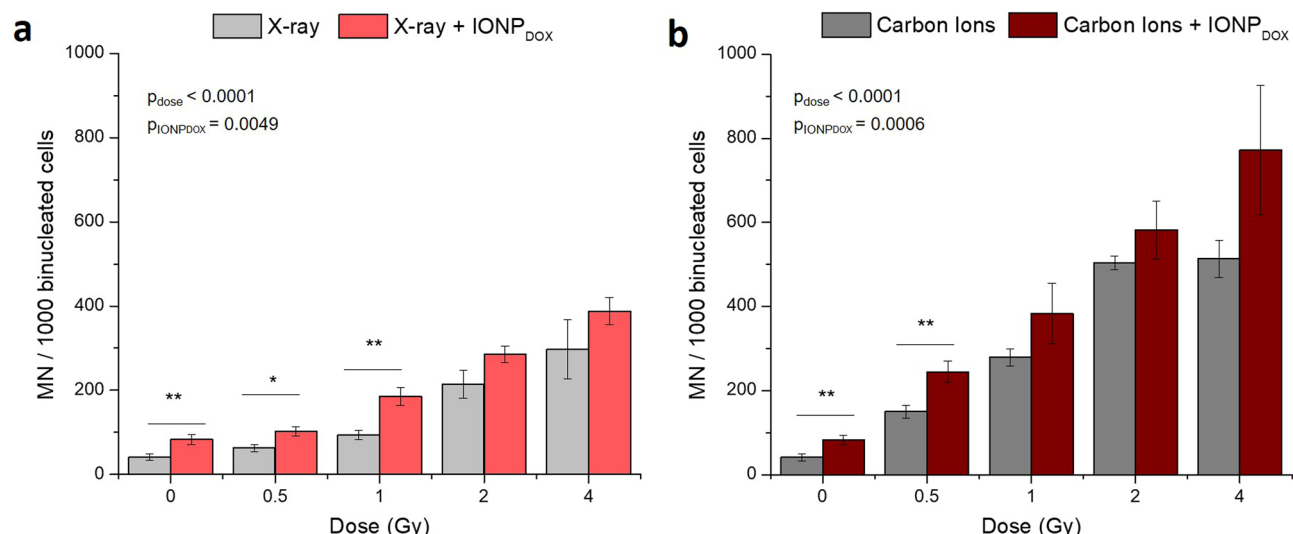 a
X-ray X-ray + IONPDOX
MN / 1000 binucleated cells
1000
800
600
400
200
0
pdose < 0.0001
pIONPDOX = 0.0049
**
*
**
0 0.5 1 2 4
Dose (Gy)
b
Carbon Ions Carbon Ions + IONPDOX
MN / 1000 binucleated cells
1000
800
600
400
200
0
pdose < 0.0001
pIONPDOX = 0.0006
**
**
0 0.5 1 2 4
Dose (Gy)